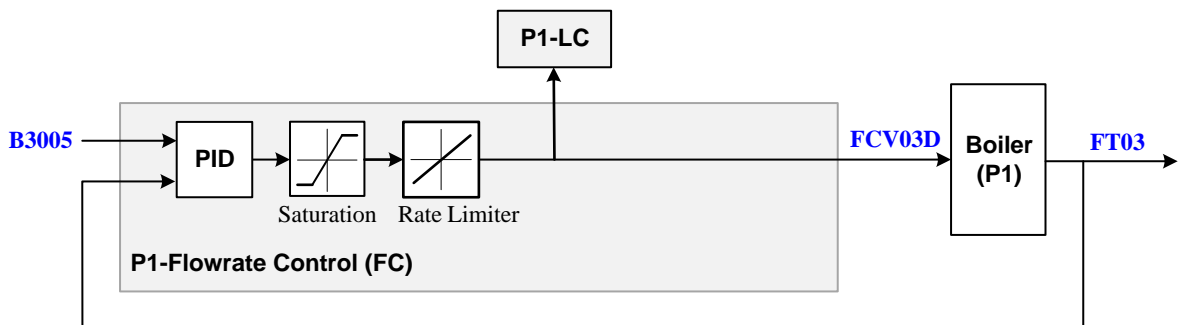 P1-LC
B3005
PID
Saturation
Rate Limiter
FCV03D
Boiler
(P1)
FT03
P1-Flowrate Control (FC)